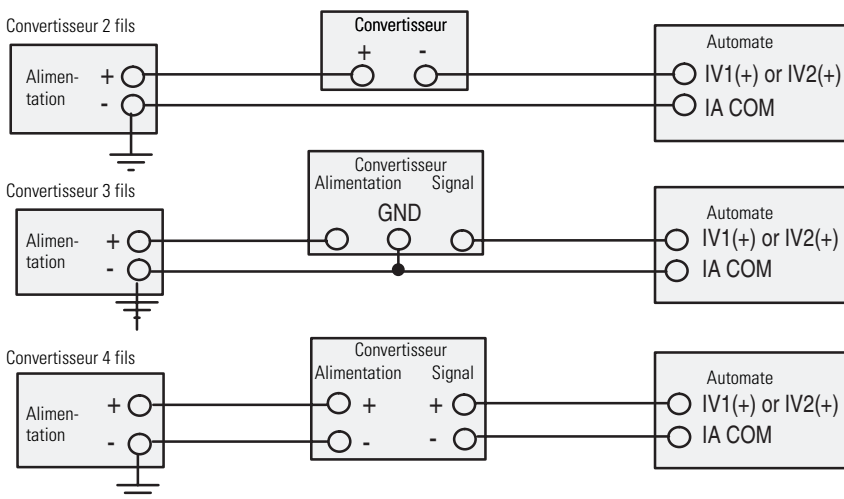 Convertisseur 2 fils
Alimen-
tation
+
-
Convertisseur
+ -
Automate
IV1(+) or IV2(+)
IA COM
Convertisseur 3 fils
Alimen-
tation
+
-
Convertisseur
Alimentation Signal
GND
Automate
IV1(+) or IV2(+)
IA COM
Convertisseur 4 fils
Alimen-
tation
+
-
Convertisseur
Alimentation Signal
+ +
- -
Automate
IV1(+) or IV2(+)
IA COM